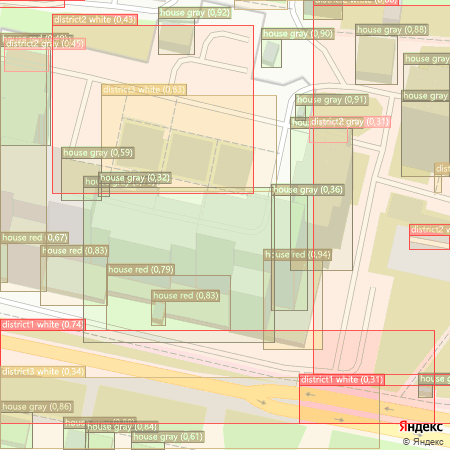 house gray (0,92)
district2 white (0,43)
house gray (0,88)
house gray (0,90)
district2 gray (0,45)
district3 white (0,63)
house gray
house gray (0,91)
district2 gray (0,31)
house gray (0,59)
house gray (0,32)
house gray (0,36)
district
district2 w
house red (0,67)
house red (0,83)
house red (0,94)
house red (0,79)
house red (0,83)
district1 white (0,74)
district3 white (0,34)
district1 white (0,31)
house g
house gray (0,86)
house gray (0,84)
house gray (0,61)
Яндекс
© Яндекс